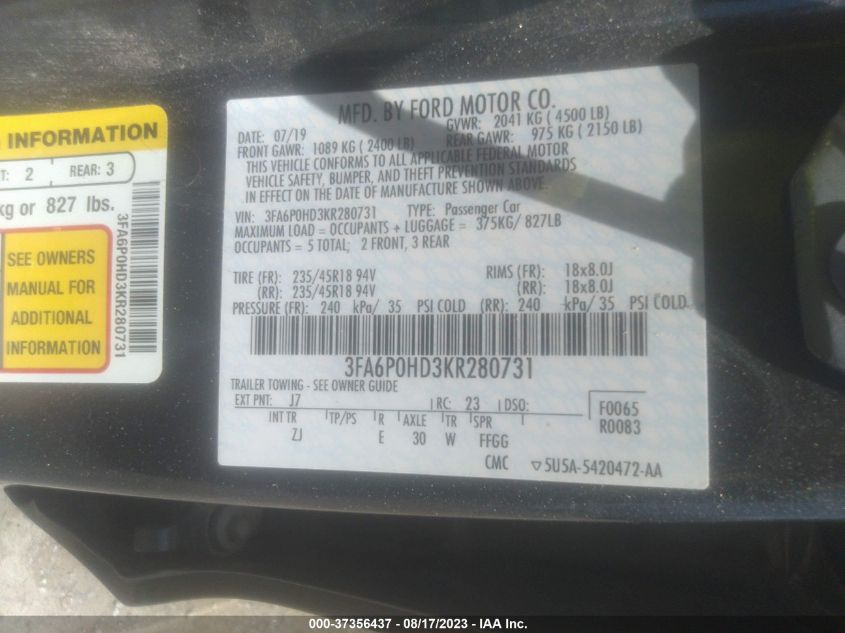 INFORMATION
T: 2 REAR: 3
kg or 827 lbs.
SEE OWNERS
MANUAL FOR
ADDITIONAL
INFORMATION
3FA6P0HD3KR280731
MFD. BY FORD MOTOR CO.
DATE: 07/19 GVWR: 2041 KG ( 4500 LB)
FRONT GAWR: 1089 KG ( 2400 LB) REAR GAWR: 975 KG ( 2150 LB)
THIS VEHICLE CONFORMS TO ALL APPLICABLE FEDERAL MOTOR
VEHICLE SAFETY, BUMPER, AND THEFT PREVENTION STANDARDS
IN EFFECT ON THE DATE OF MANUFACTURE SHOWN ABOVE.
VIN: 3FA6P0HD3KR280731 TYPE: Passenger Car
MAXIMUM LOAD = OCCUPANTS + LUGGAGE = 375KG/ 827LB
OCCUPANTS = 5 TOTAL; 2 FRONT, 3 REAR
TIRE (FR): 235/45R18 94V RIMS (FR): 18x8.0J
(RR): 235/45R18 94V (RR): 18x8.0J
PRESSURE (FR): 240 kPa/ 35 PSI COLD (RR): 240 kPa/ 35 PSI COLD
3FA6P0HD3KR280731
TRAILER TOWING - SEE OWNER GUIDE
EXT PNT: J7 RC: 23 DSO: F0065
INT TR TP/PS R AXLE TR SPR R0083
ZJ E 30 W FFGG
CMC ▽5U5A-5420472-AA
000-37356437 - 08/17/2023 - IAA Inc.